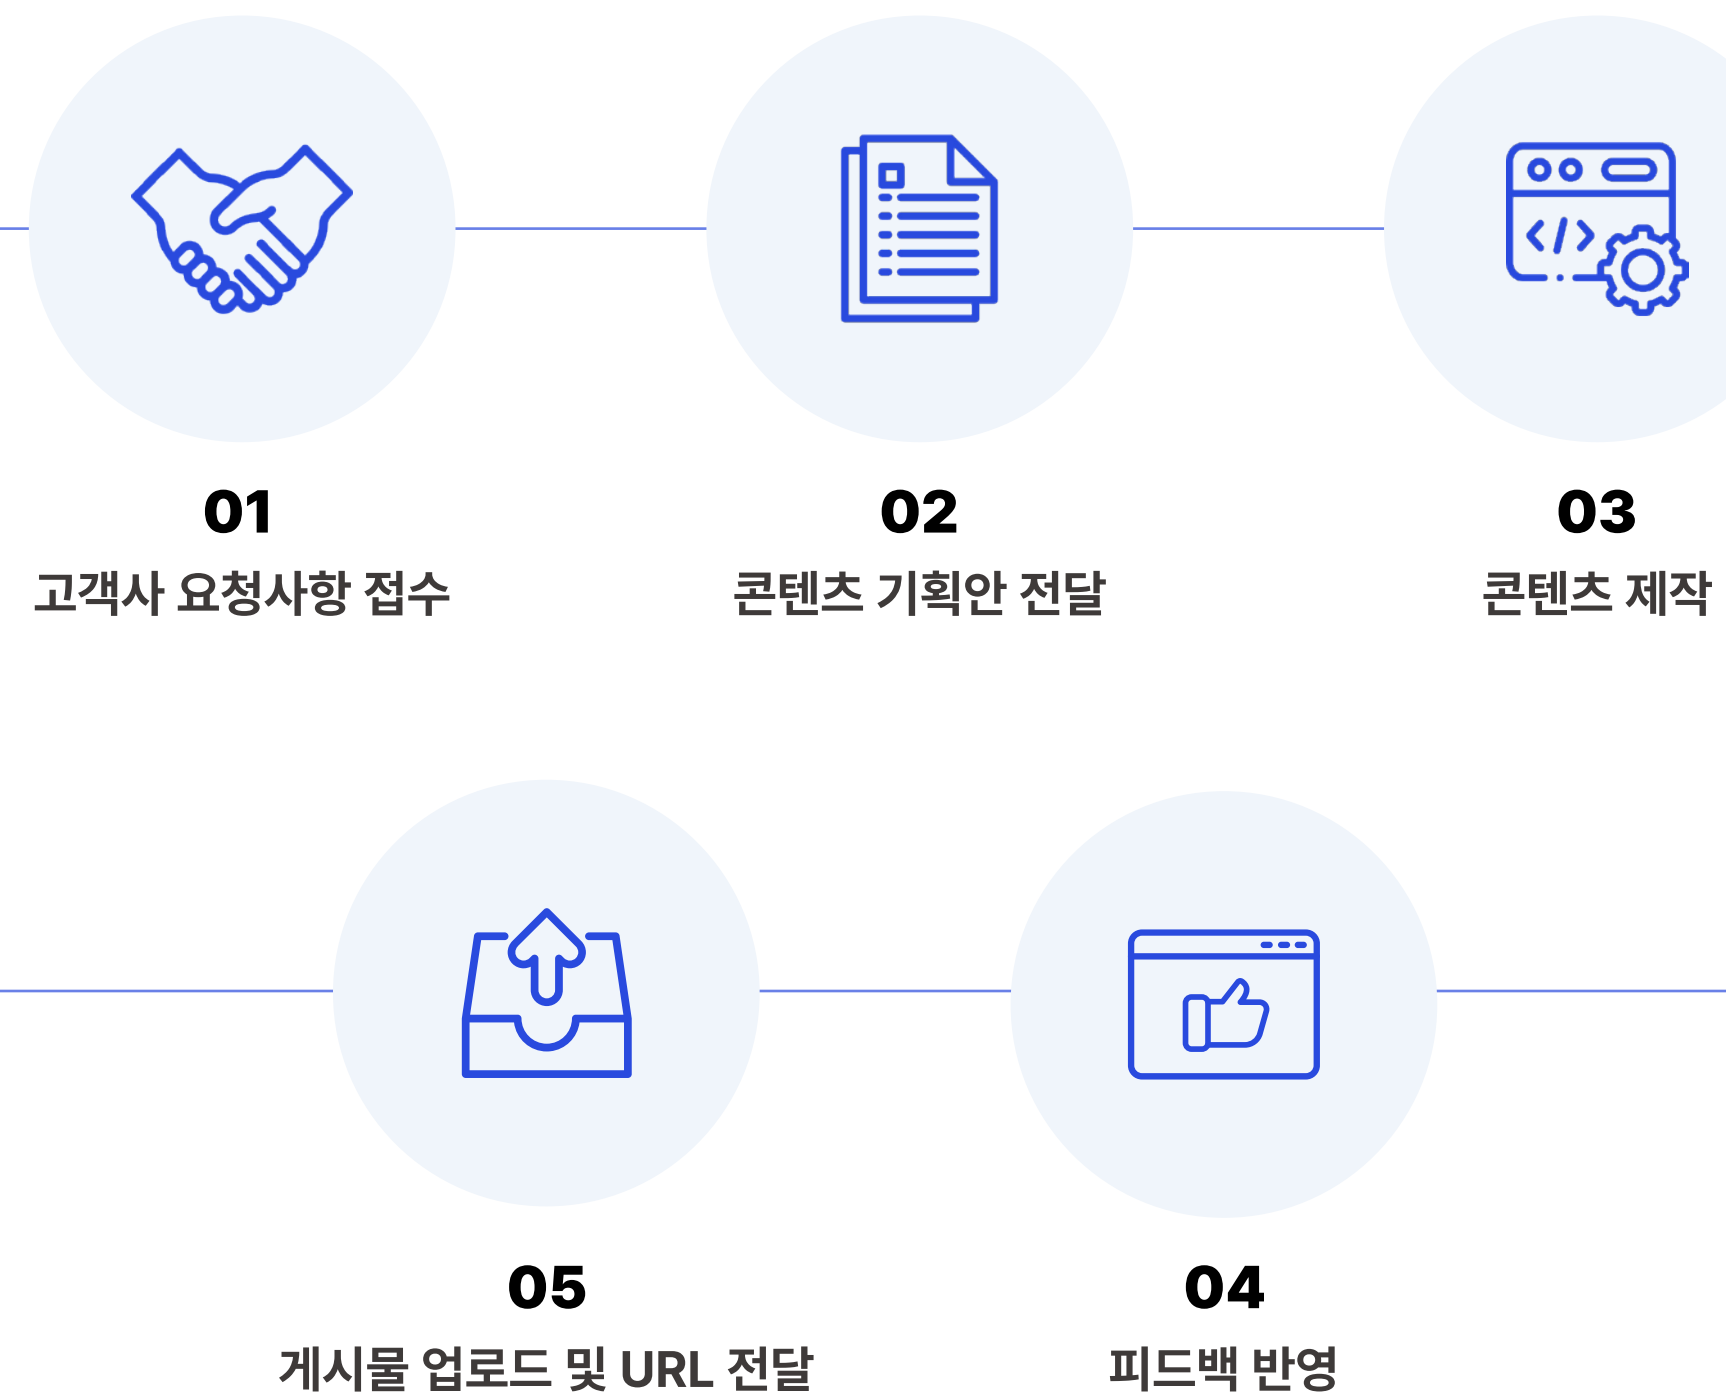 01
고객사 요청사항 접수
02
콘텐츠 기획안 전달
03
콘텐츠 제작
05
게시물 업로드 및 URL 전달
04
피드백 반영